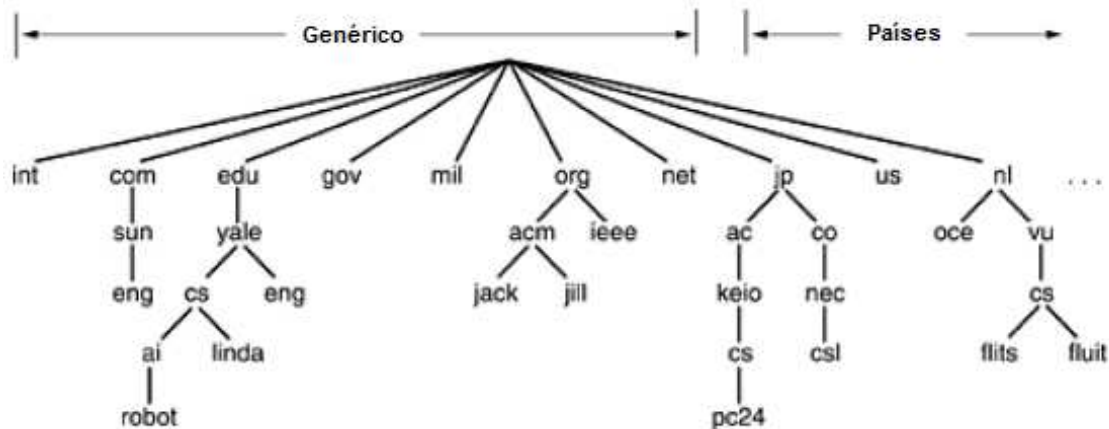 Genérico Países
int com edu gov mil org net jp us nl ...
sun yale acm ieee ac co oce vu
eng cs eng jack jill keio nec cs
ai linda cs csl flits fluit
robot pc24